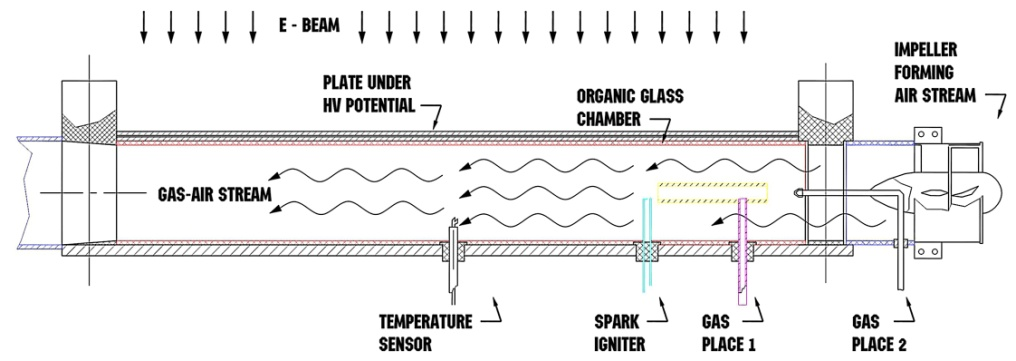 E - BEAM
IMPELLER
FORMING
AIR STREAM
PLATE UNDER
HV POTENTIAL
ORGANIC GLASS
CHAMBER
GAS-AIR STREAM
TEMPERATURE
SENSOR
SPARK
IGNITER
GAS
PLACE 1
GAS
PLACE 2